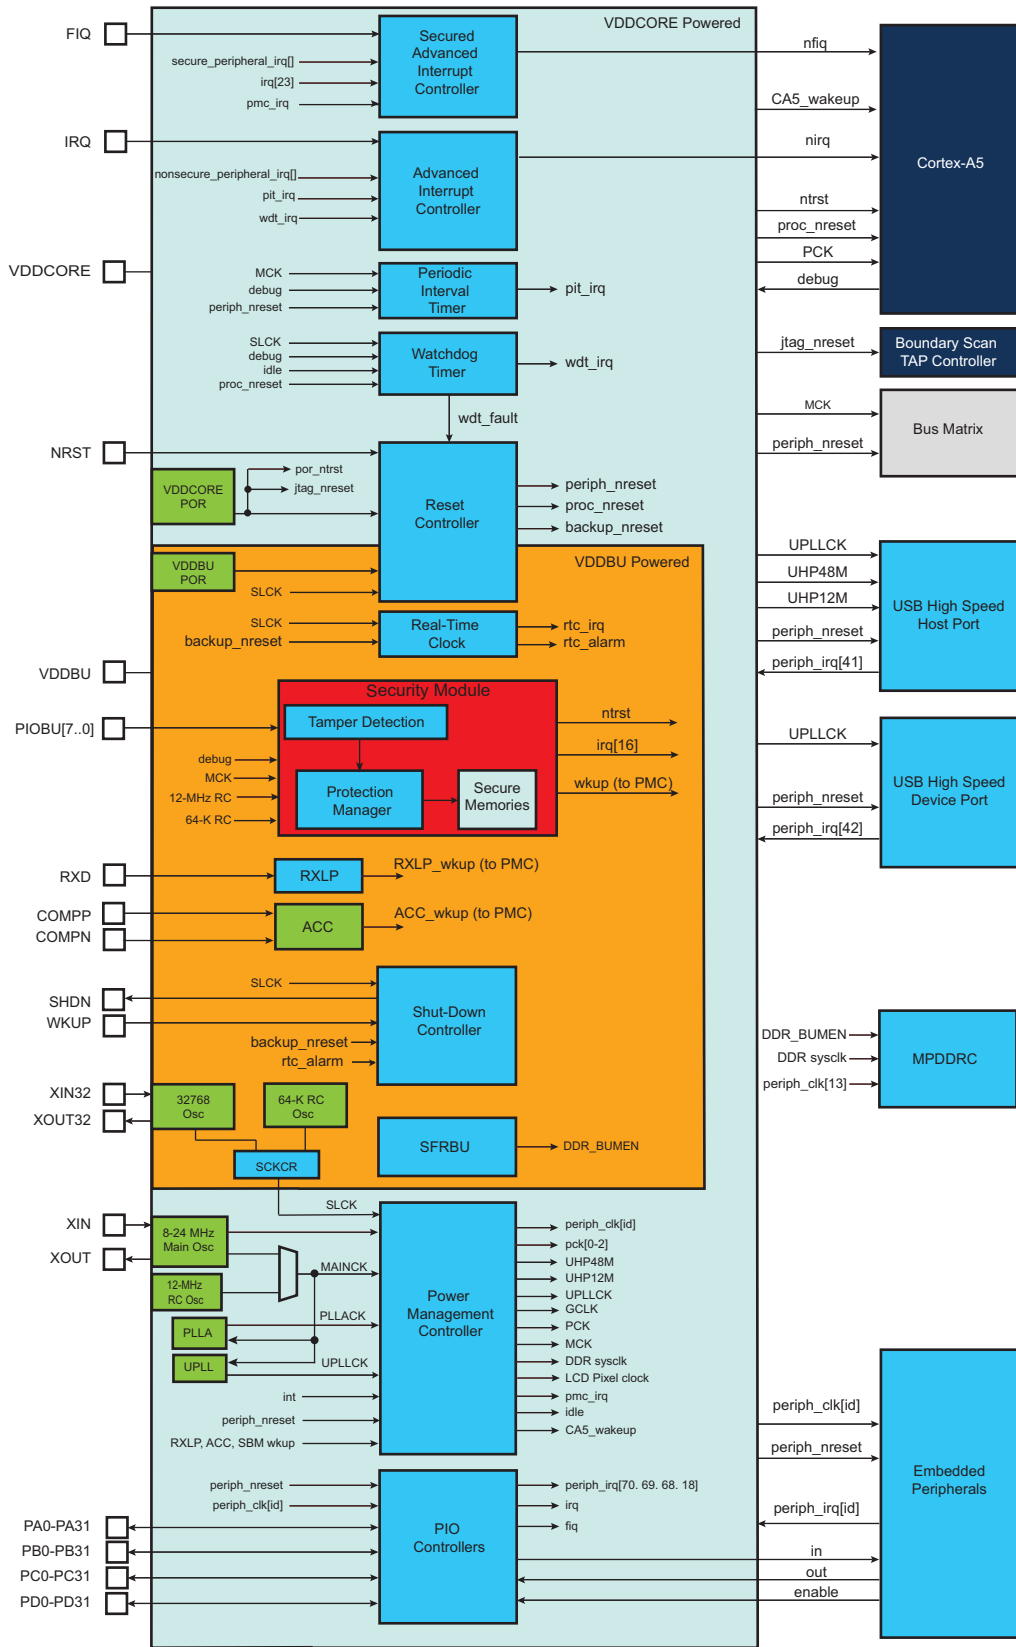 VDDCORE Powered
FIQ
secure_peripheral_irq[]
irq[23]
pmc_irq
Secured
Advanced
Interrupt
Controller
nfiq
CA5_wakeup
IRQ
nonsecure_peripheral_irq[]
pit_irq
wdt_irq
Advanced
Interrupt
Controller
nirq
Cortex-A5
ntrst
proc_nreset
PCK
debug
VDDCORE
MCK
debug
periph_nreset
Periodic
Interval
Timer
pit_irq
SLCK
debug
idle
proc_nreset
Watchdog
Timer
wdt_irq
jtag_nreset
Boundary Scan
TAP Controller
wdt_fault
MCK
periph_nreset
Bus Matrix
NRST
VDDCORE
POR
por_ntrst
jtag_nreset
Reset
Controller
periph_nreset
proc_nreset
backup_nreset
VDDBU Powered
VDDBU
POR
SLCK
UPLLCK
UHP48M
UHP12M
periph_nreset
periph_irq[41]
USB High Speed
Host Port
SLCK
backup_nreset
Real-Time
Clock
rtc_irq
rtc_alarm
VDDBU
PIOBU[7..0]
Security Module
Tamper Detection
debug
MCK
12-MHz RC
64-K RC
Protection
Manager
Secure
Memories
ntrst
irq[16]
wkup (to PMC)
UPLLCK
periph_nreset
periph_irq[42]
USB High Speed
Device Port
RXD
RXLP
RXLP_wkup (to PMC)
COMPP
COMPN
ACC
ACC_wkup (to PMC)
SHDN
WKUP
SLCK
backup_nreset
rtc_alarm
Shut-Down
Controller
DDR_BUMEN
DDR sysclk
periph_clk[13]
MPDDRC
XIN32
XOUT32
32768
Osc
64-K RC
Osc
SCKCR
SFRBU
DDR_BUMEN
SLCK
XIN
XOUT
8-24 MHz
Main Osc
12-MHz
RC Osc
MAINCK
PLLA
PLLACK
UPLL
UPLLCK
int
periph_nreset
RXLP, ACC, SBM wkup
Power
Management
Controller
periph_clk[id]
pck[0-2]
UHP48M
UHP12M
UPLLCK
GCLK
PCK
MCK
DDR sysclk
LCD Pixel clock
pmc_irq
idle
CA5_wakeup
periph_clk[id]
periph_nreset
periph_irq[id]
in
out
enable
Embedded
Peripherals
periph_nreset
periph_clk[id]
PIO
Controllers
periph_irq[70. 69. 68. 18]
irq
fiq
PA0-PA31
PB0-PB31
PC0-PC31
PD0-PD31